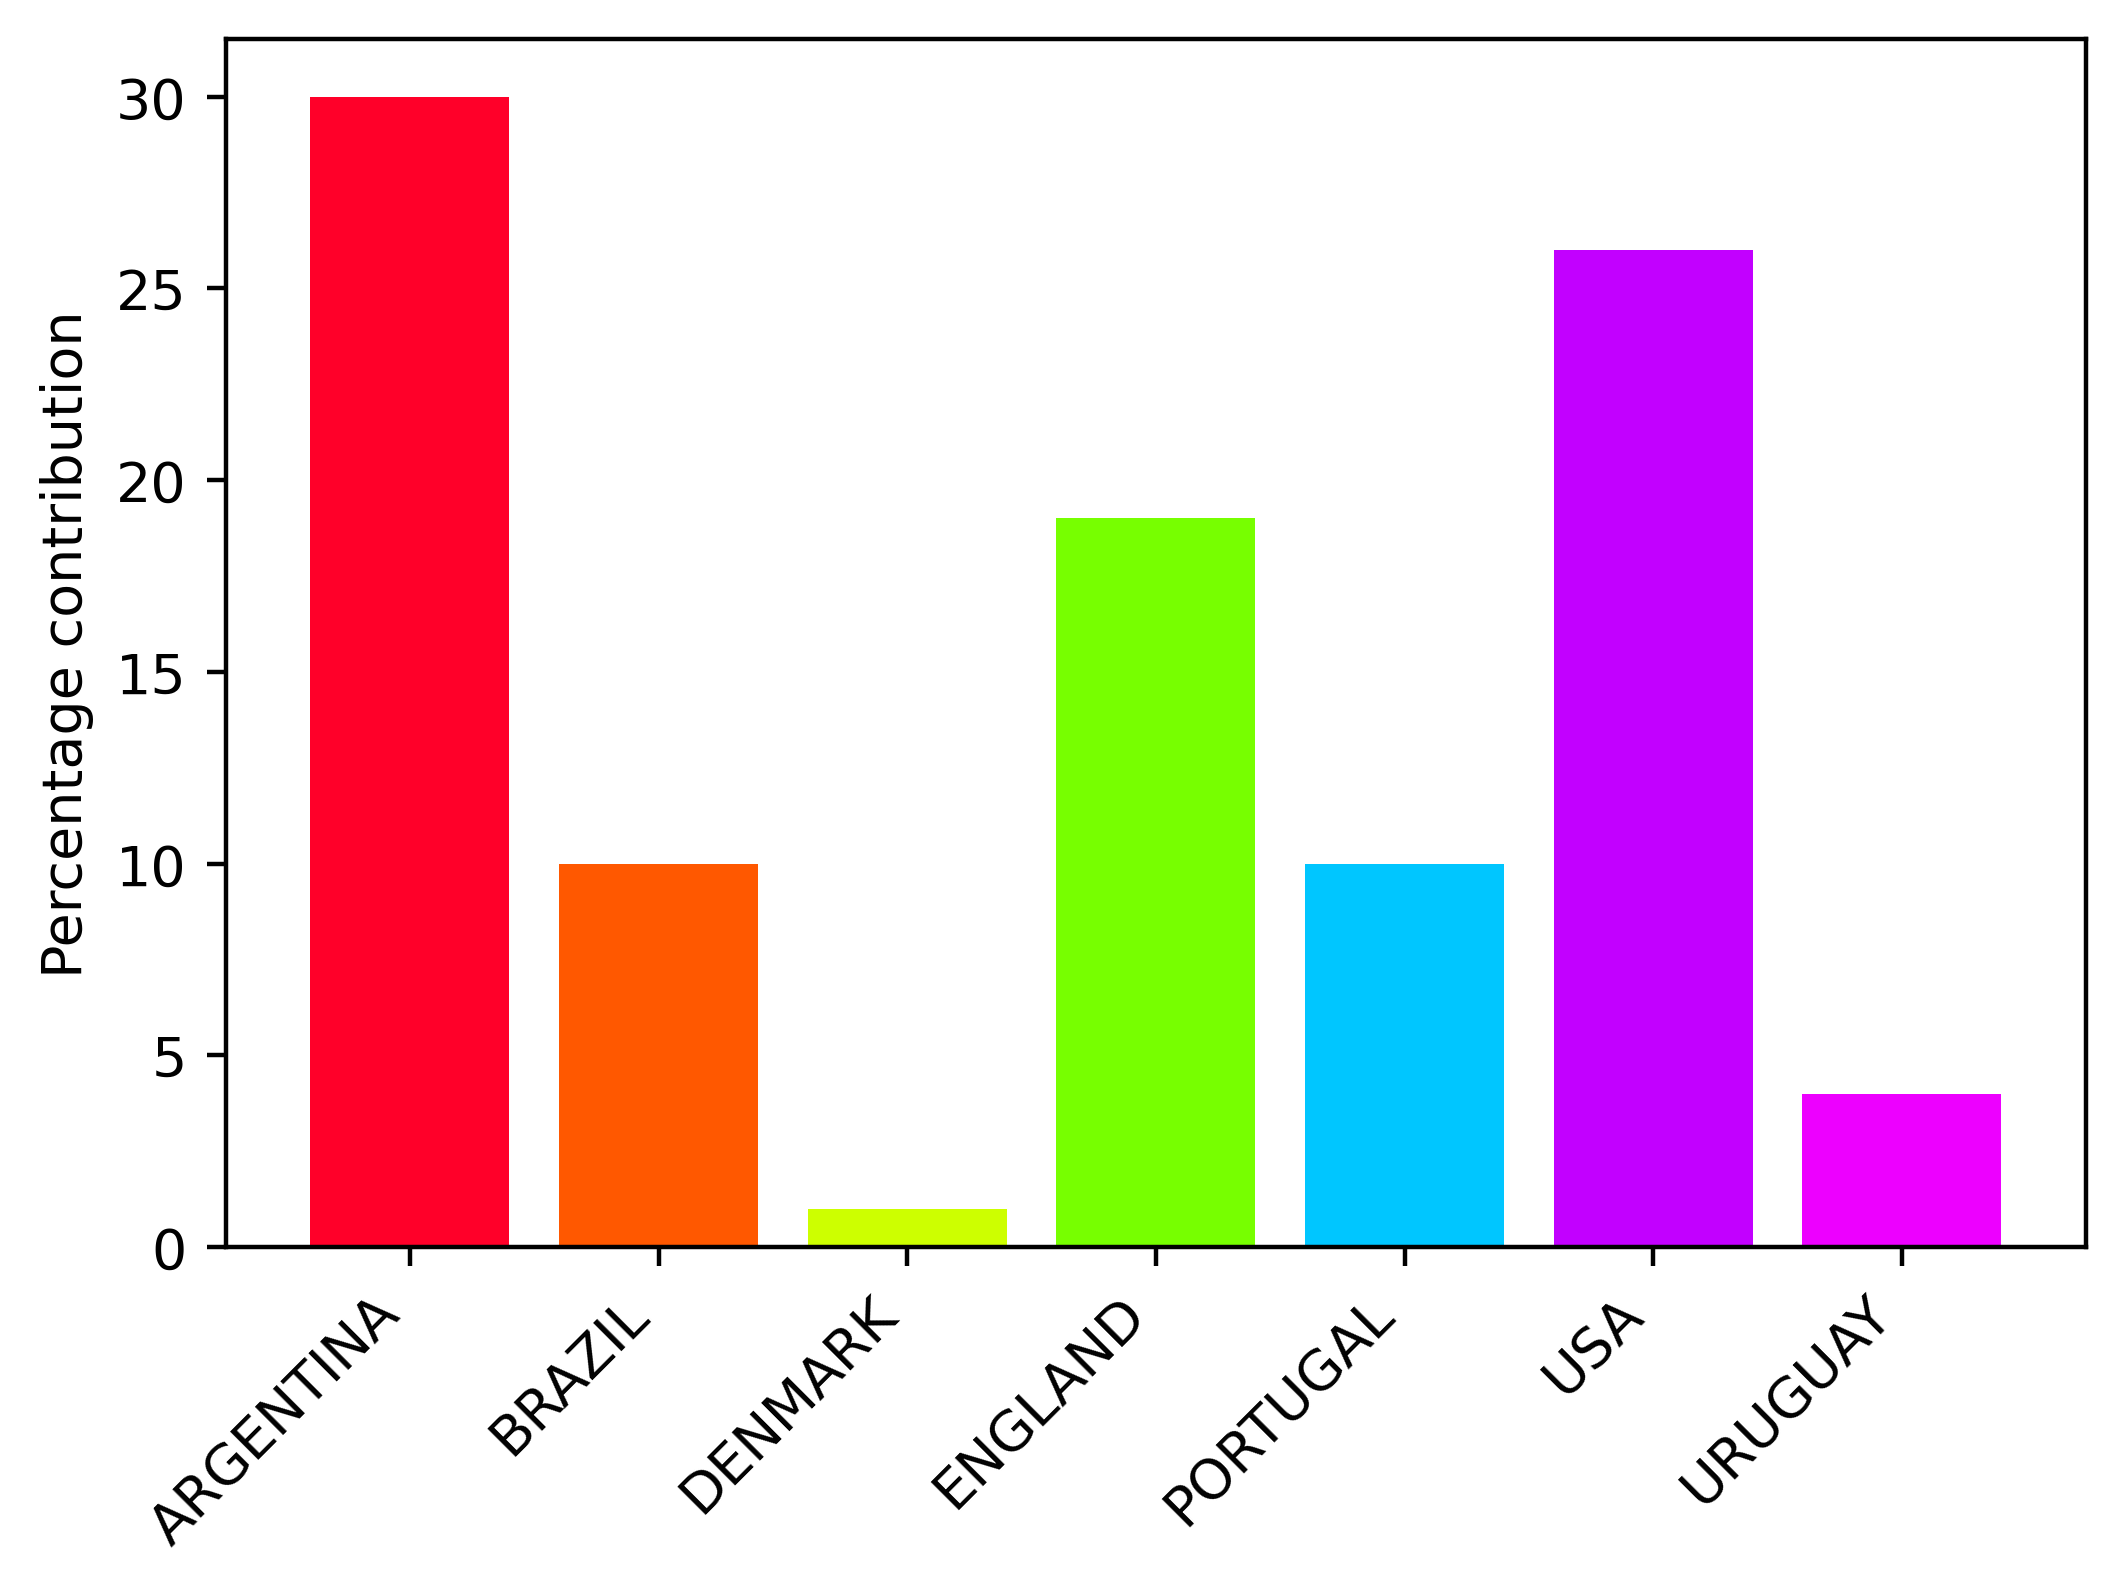 Percentage contribution
30
25
20
15
10
5
0
ARGENTINA
BRAZIL
DENMARK
ENGLAND
PORTUGAL
USA
URUGUAY